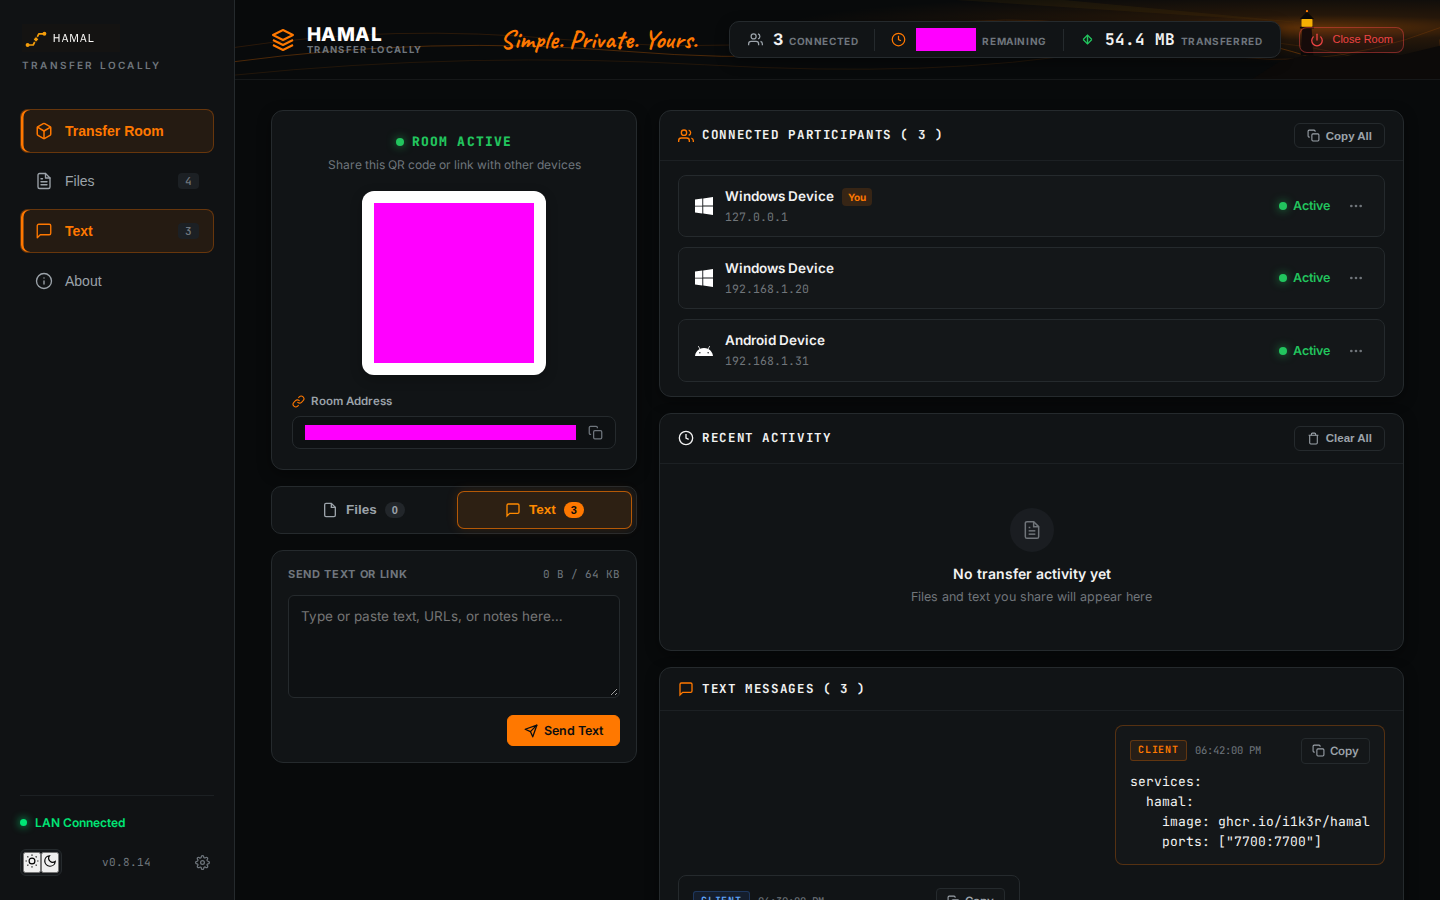 HAMAL
TRANSFER LOCALLY
Transfer Room
Files 4
Text 3
About
LAN Connected
v0.8.14
HAMAL
TRANSFER LOCALLY
Simple. Private. Yours.
3 CONNECTED
REMAINING
54.4 MB TRANSFERRED
Close Room
ROOM ACTIVE
Share this QR code or link with other devices
Room Address
Files 0
Text 3
SEND TEXT OR LINK 0 B / 64 KB
Type or paste text, URLs, or notes here...
Send Text
CONNECTED PARTICIPANTS ( 3 )
Copy All
Windows Device You
127.0.0.1
Active
Windows Device
192.168.1.20
Active
Android Device
192.168.1.31
Active
RECENT ACTIVITY
Clear All
No transfer activity yet
Files and text you share will appear here
TEXT MESSAGES ( 3 )
CLIENT 06:42:00 PM Copy
services:
hamal:
image: ghcr.io/i1k3r/hamal
ports: ["7700:7700"]
CLIENT
Copy